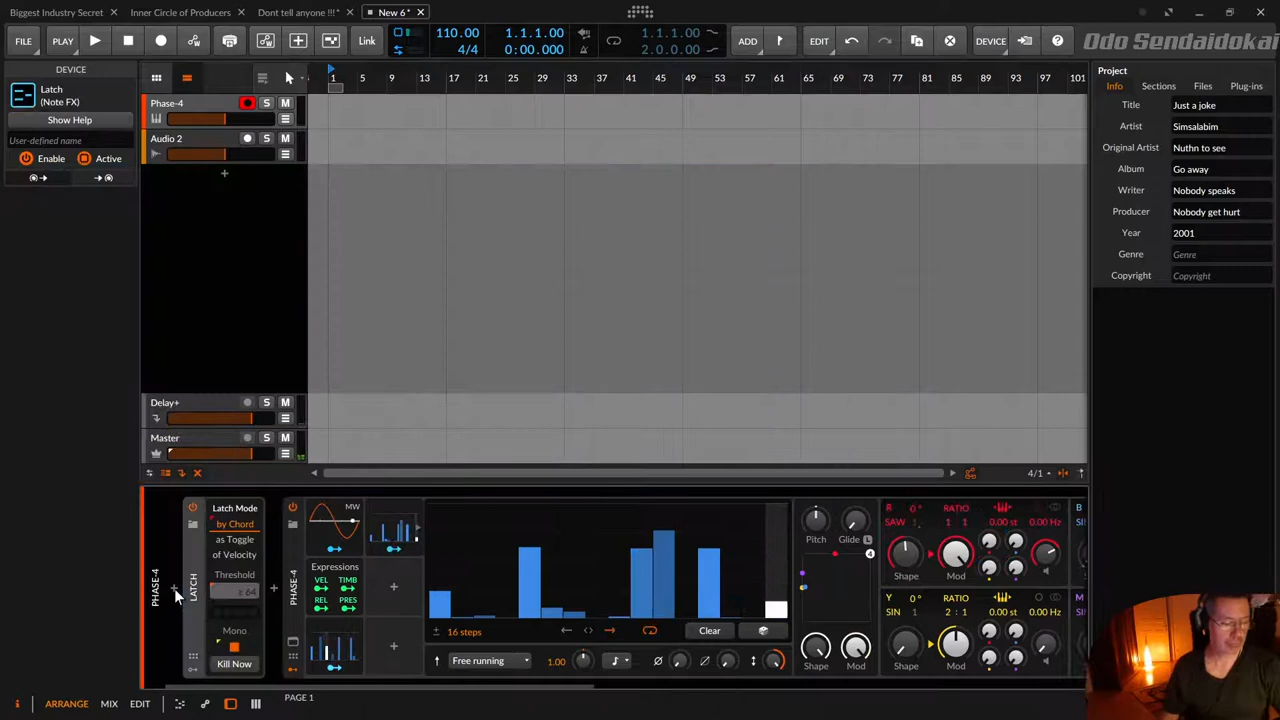 Biggest Industry Secret
Inner Circle of Producers
Dont tell anyone !!!*
New 6*
FILE
PLAY
Link
110.00
4/4
1.1.1.00
0:00.000
1.1.1.00
2.0.0.00
ADD
EDIT
DEVICE
Odo Sendaidokai
DEVICE
Latch
(Note FX)
Show Help
User-defined name
Enable
Active
1 5 9 13 17 21 25 29 33 37 41 45 49 53 57 61 65 69 73 77 81 85 89 93 97 101
Phase-4
S M
Audio 2
S M
Delay+
S M
Master
S M
4/1
Project
Info Sections Files Plug-ins
Title Just a joke
Artist Simsalabim
Original Artist Nuthn to see
Album Go away
Writer Nobody speaks
Producer Nobody get hurt
Year 2001
Genre Genre
Copyright Copyright
PHASE-4
LATCH
Latch Mode
by Chord
as Toggle
of Velocity
Threshold
≥ 64
Mono
Kill Now
PHASE-4
MW
Expressions
VEL TIMB
REL PRES
16 steps
Clear
Free running
1.00
Pitch Glide L
4
Shape Mod
R 0° RATIO
SAW 1 1 : 1 0.00 st 0.00 Hz
Shape Mod
Y 0° RATIO
SIN 1 2 : 1 0.00 st 0.00 Hz
Shape Mod
ARRANGE MIX EDIT
PAGE 1